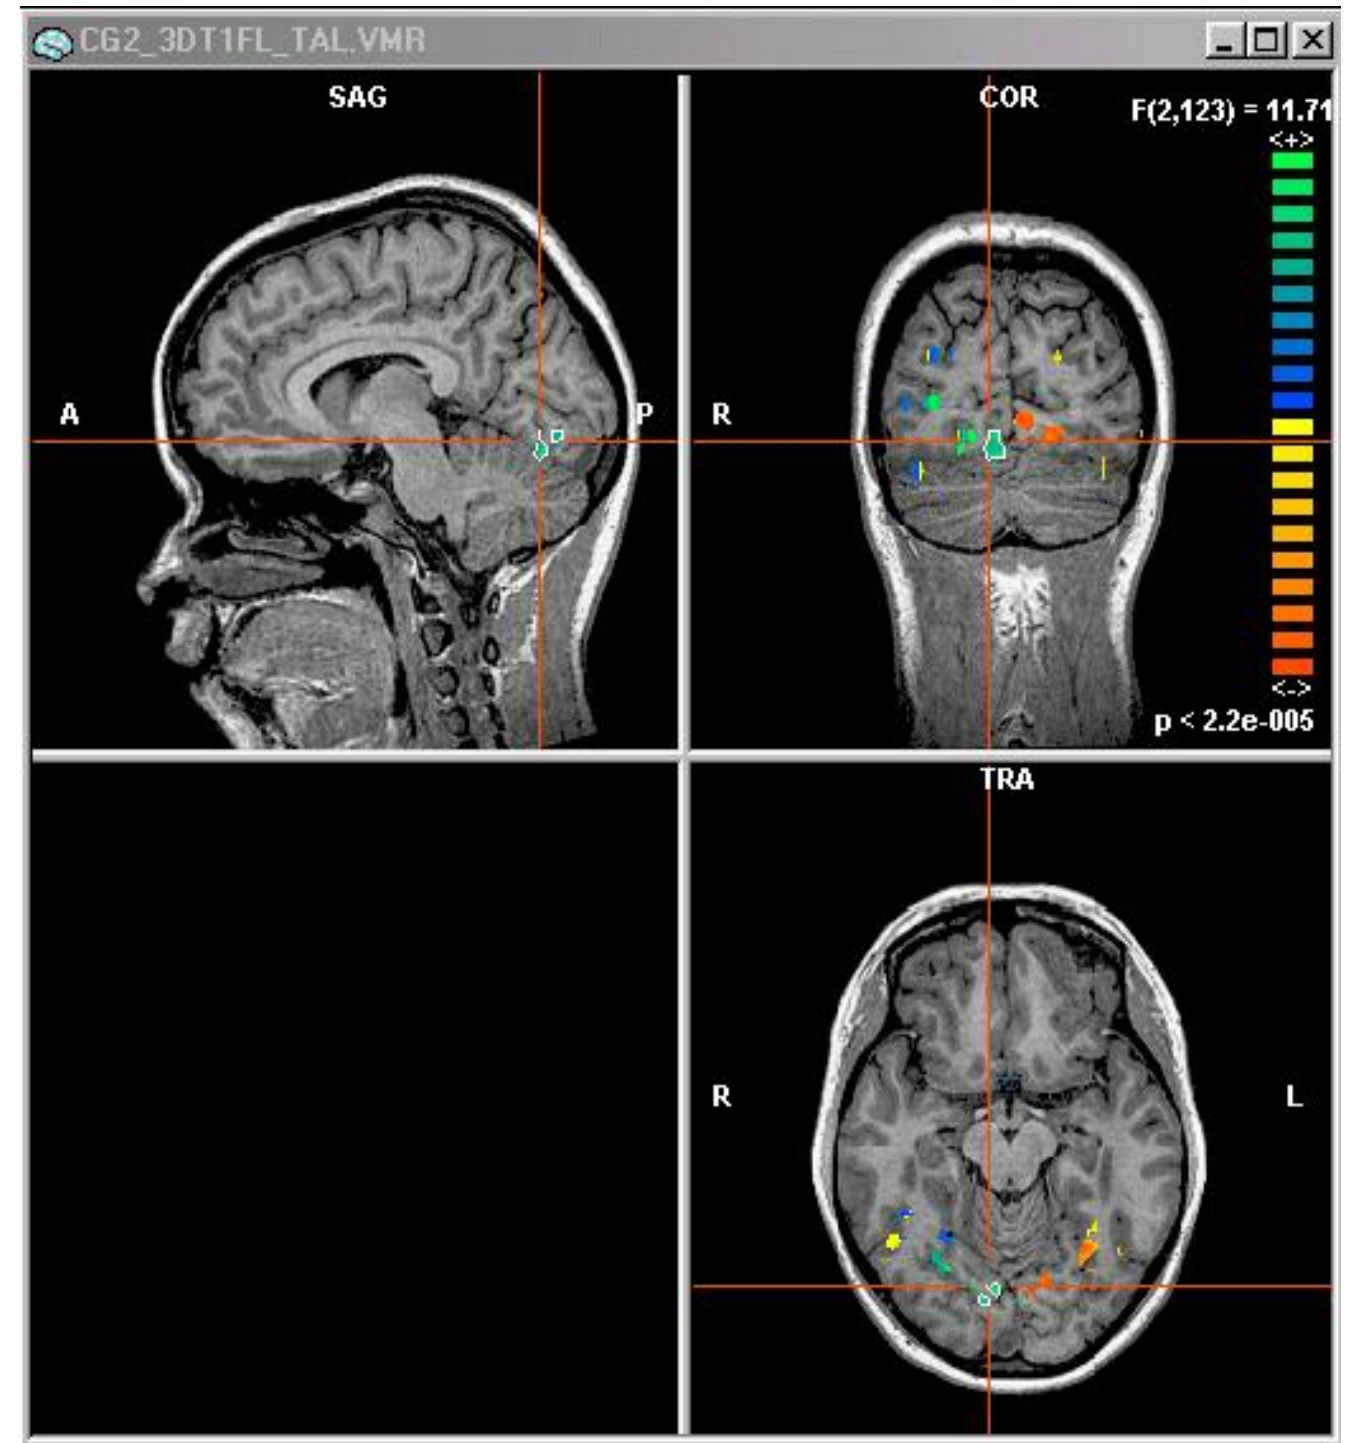 CG2_3DT1FL_TAL.VMR
SAG
COR
F(2,123) = 11.71
<+>
A
P
R
<->
p < 2.2e-005
TRA
R
L